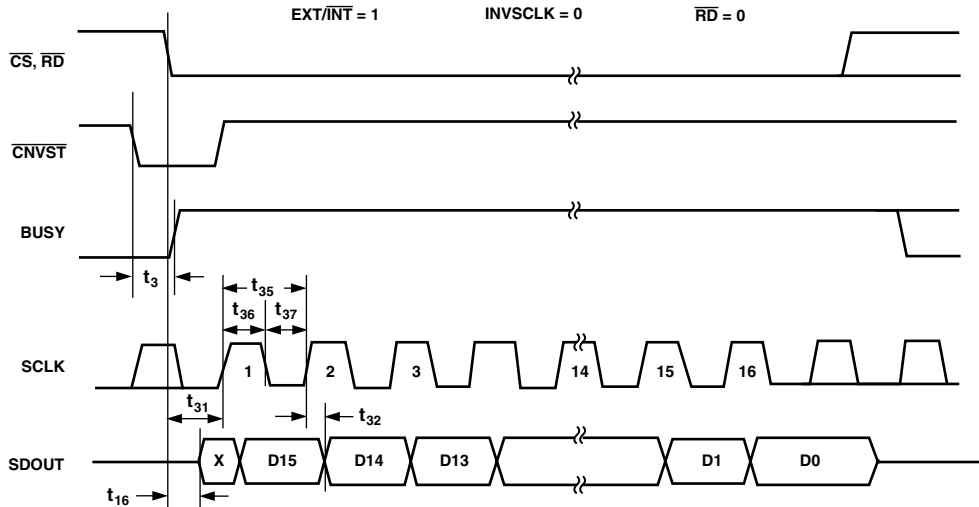 EXT/INT = 1 INVSCLK = 0 RD = 0
CS, RD
CNVST
BUSY
t3
t35
t36 t37
SCLK 1 2 3 14 15 16
t31
t32
SDOUT X D15 D14 D13 D1 D0
t16